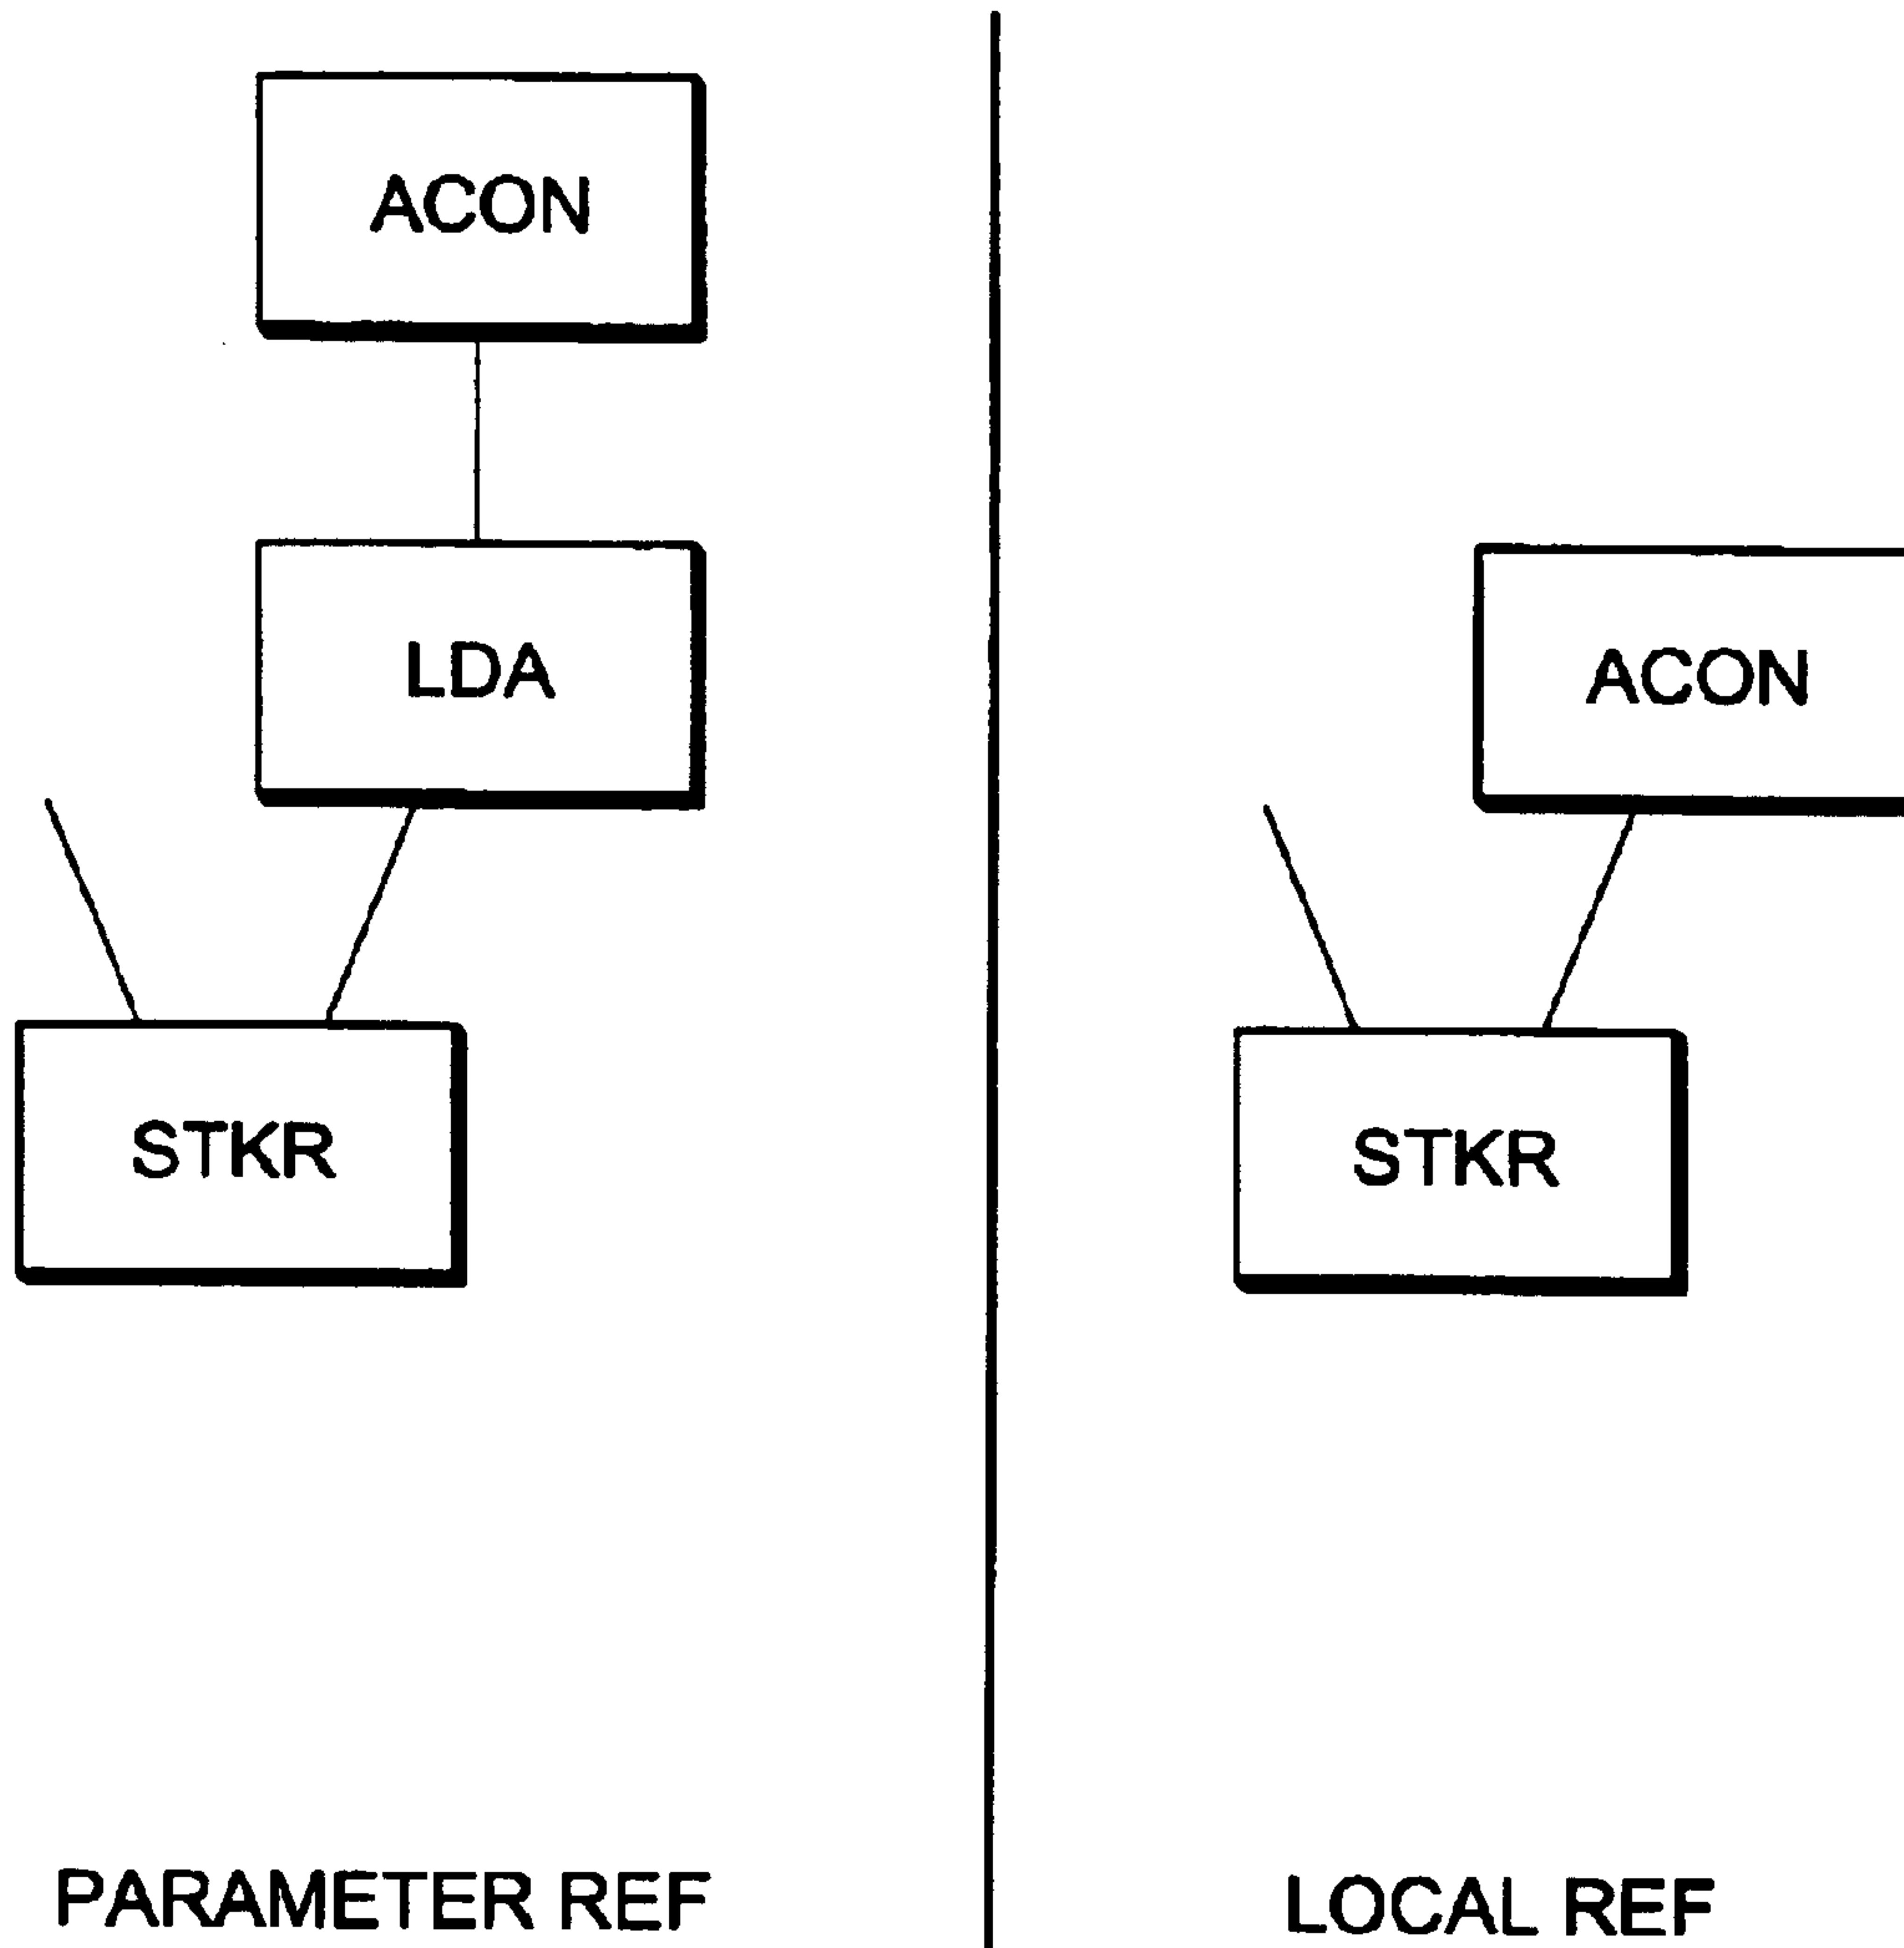 ACON
LDA
STKR
PARAMETER REF
ACON
STKR
LOCAL REF